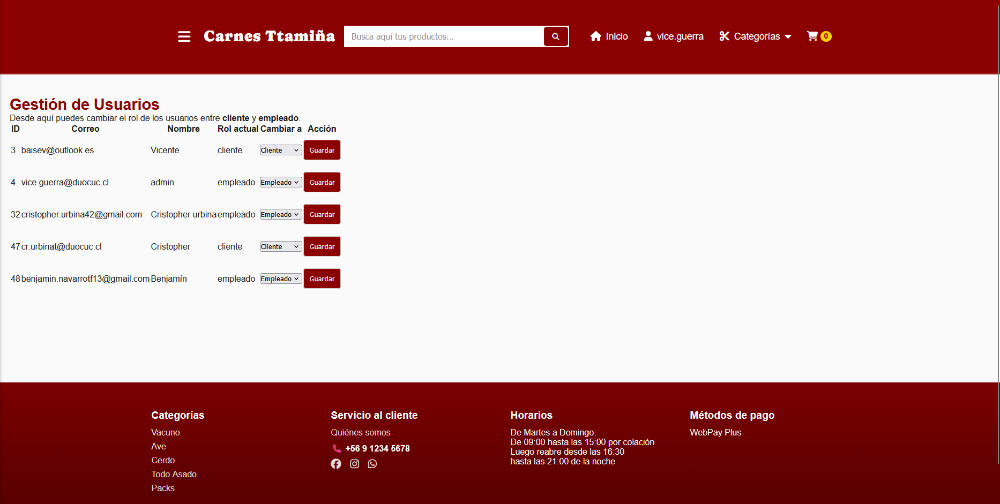 Carnes Ttamiña
Busca aquí tus productos...
Inicio
vice.guerra
Categorías
0
Gestión de Usuarios
Desde aquí puedes cambiar el rol de los usuarios entre cliente y empleado.
ID Correo Nombre Rol actual Cambiar a Acción
3 baisev@outlook.es Vicente cliente Cliente Guardar
4 vice.guerra@duocuc.cl admin empleado Empleado Guardar
32 cristopher.urbina42@gmail.com Cristopher urbina empleado Empleado Guardar
47 cr.urbinat@duocuc.cl Cristopher cliente Cliente Guardar
48 benjamin.navarrotf13@gmail.com Benjamín empleado Empleado Guardar
Categorías
Vacuno
Ave
Cerdo
Todo Asado
Packs
Servicio al cliente
Quiénes somos
+56 9 1234 5678
Horarios
De Martes a Domingo:
De 09:00 hasta las 15:00 por colación
Luego reabre desde las 16:30
hasta las 21:00 de la noche
Métodos de pago
WebPay Plus